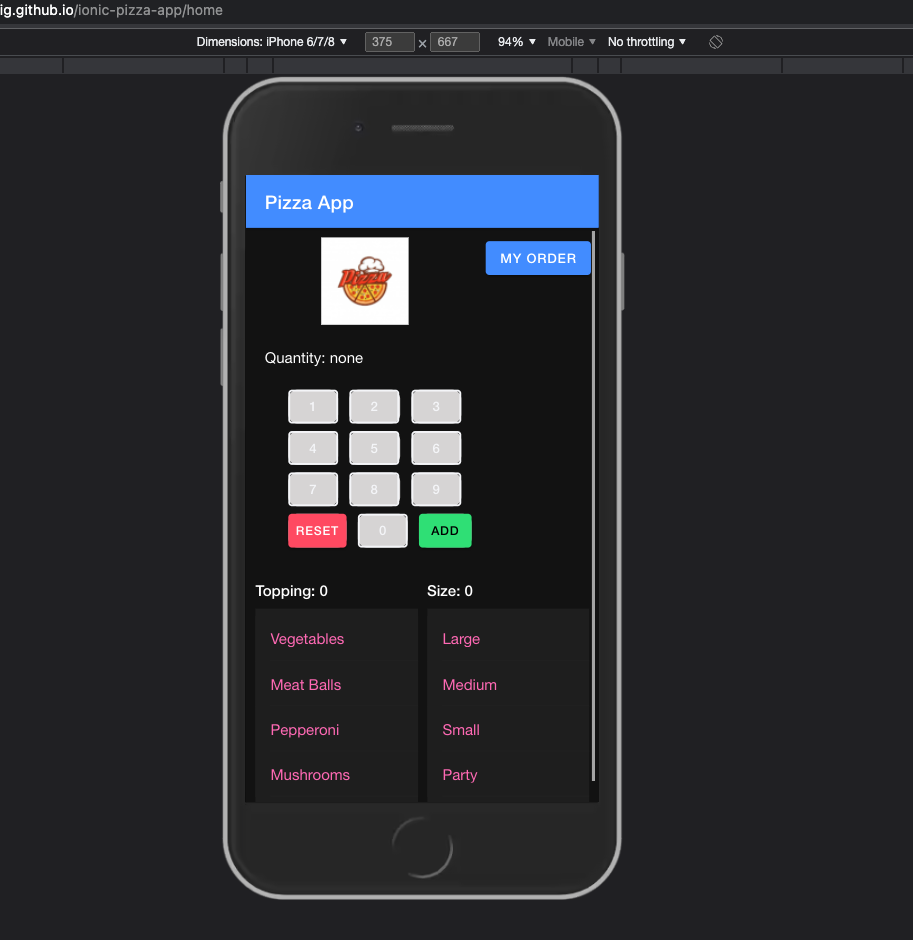 ig.github.io/ionic-pizza-app/home
Dimensions: iPhone 6/7/8 ▼ 375 x 667 94% ▼ Mobile ▼ No throttling ▼
Pizza App
Pizza
MY ORDER
Quantity: none
1 2 3
4 5 6
7 8 9
RESET 0 ADD
Topping: 0 Size: 0
Vegetables Large
Meat Balls Medium
Pepperoni Small
Mushrooms Party